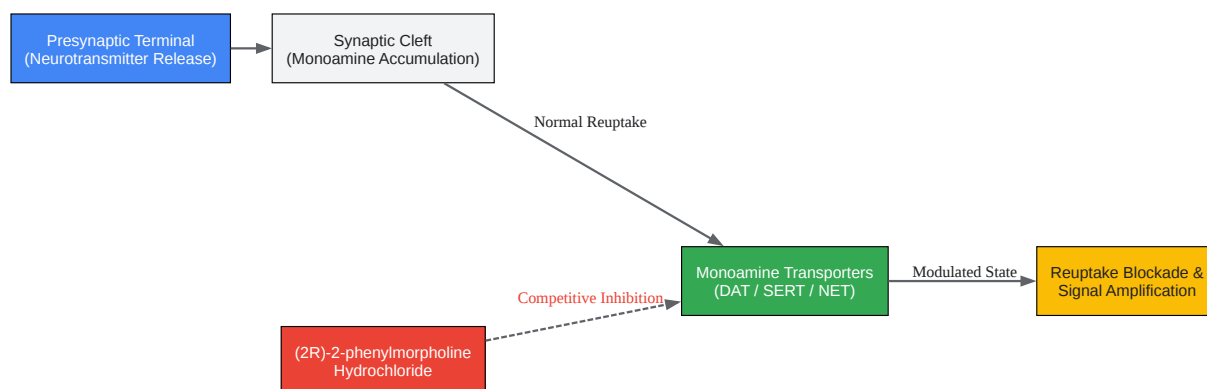 Presynaptic Terminal
(Neurotransmitter Release)
Synaptic Cleft
(Monoamine Accumulation)
Normal Reuptake
Monoamine Transporters
(DAT / SERT / NET)
Modulated State
Reuptake Blockade &
Signal Amplification
Competitive Inhibition
(2R)-2-phenylmorpholine
Hydrochloride